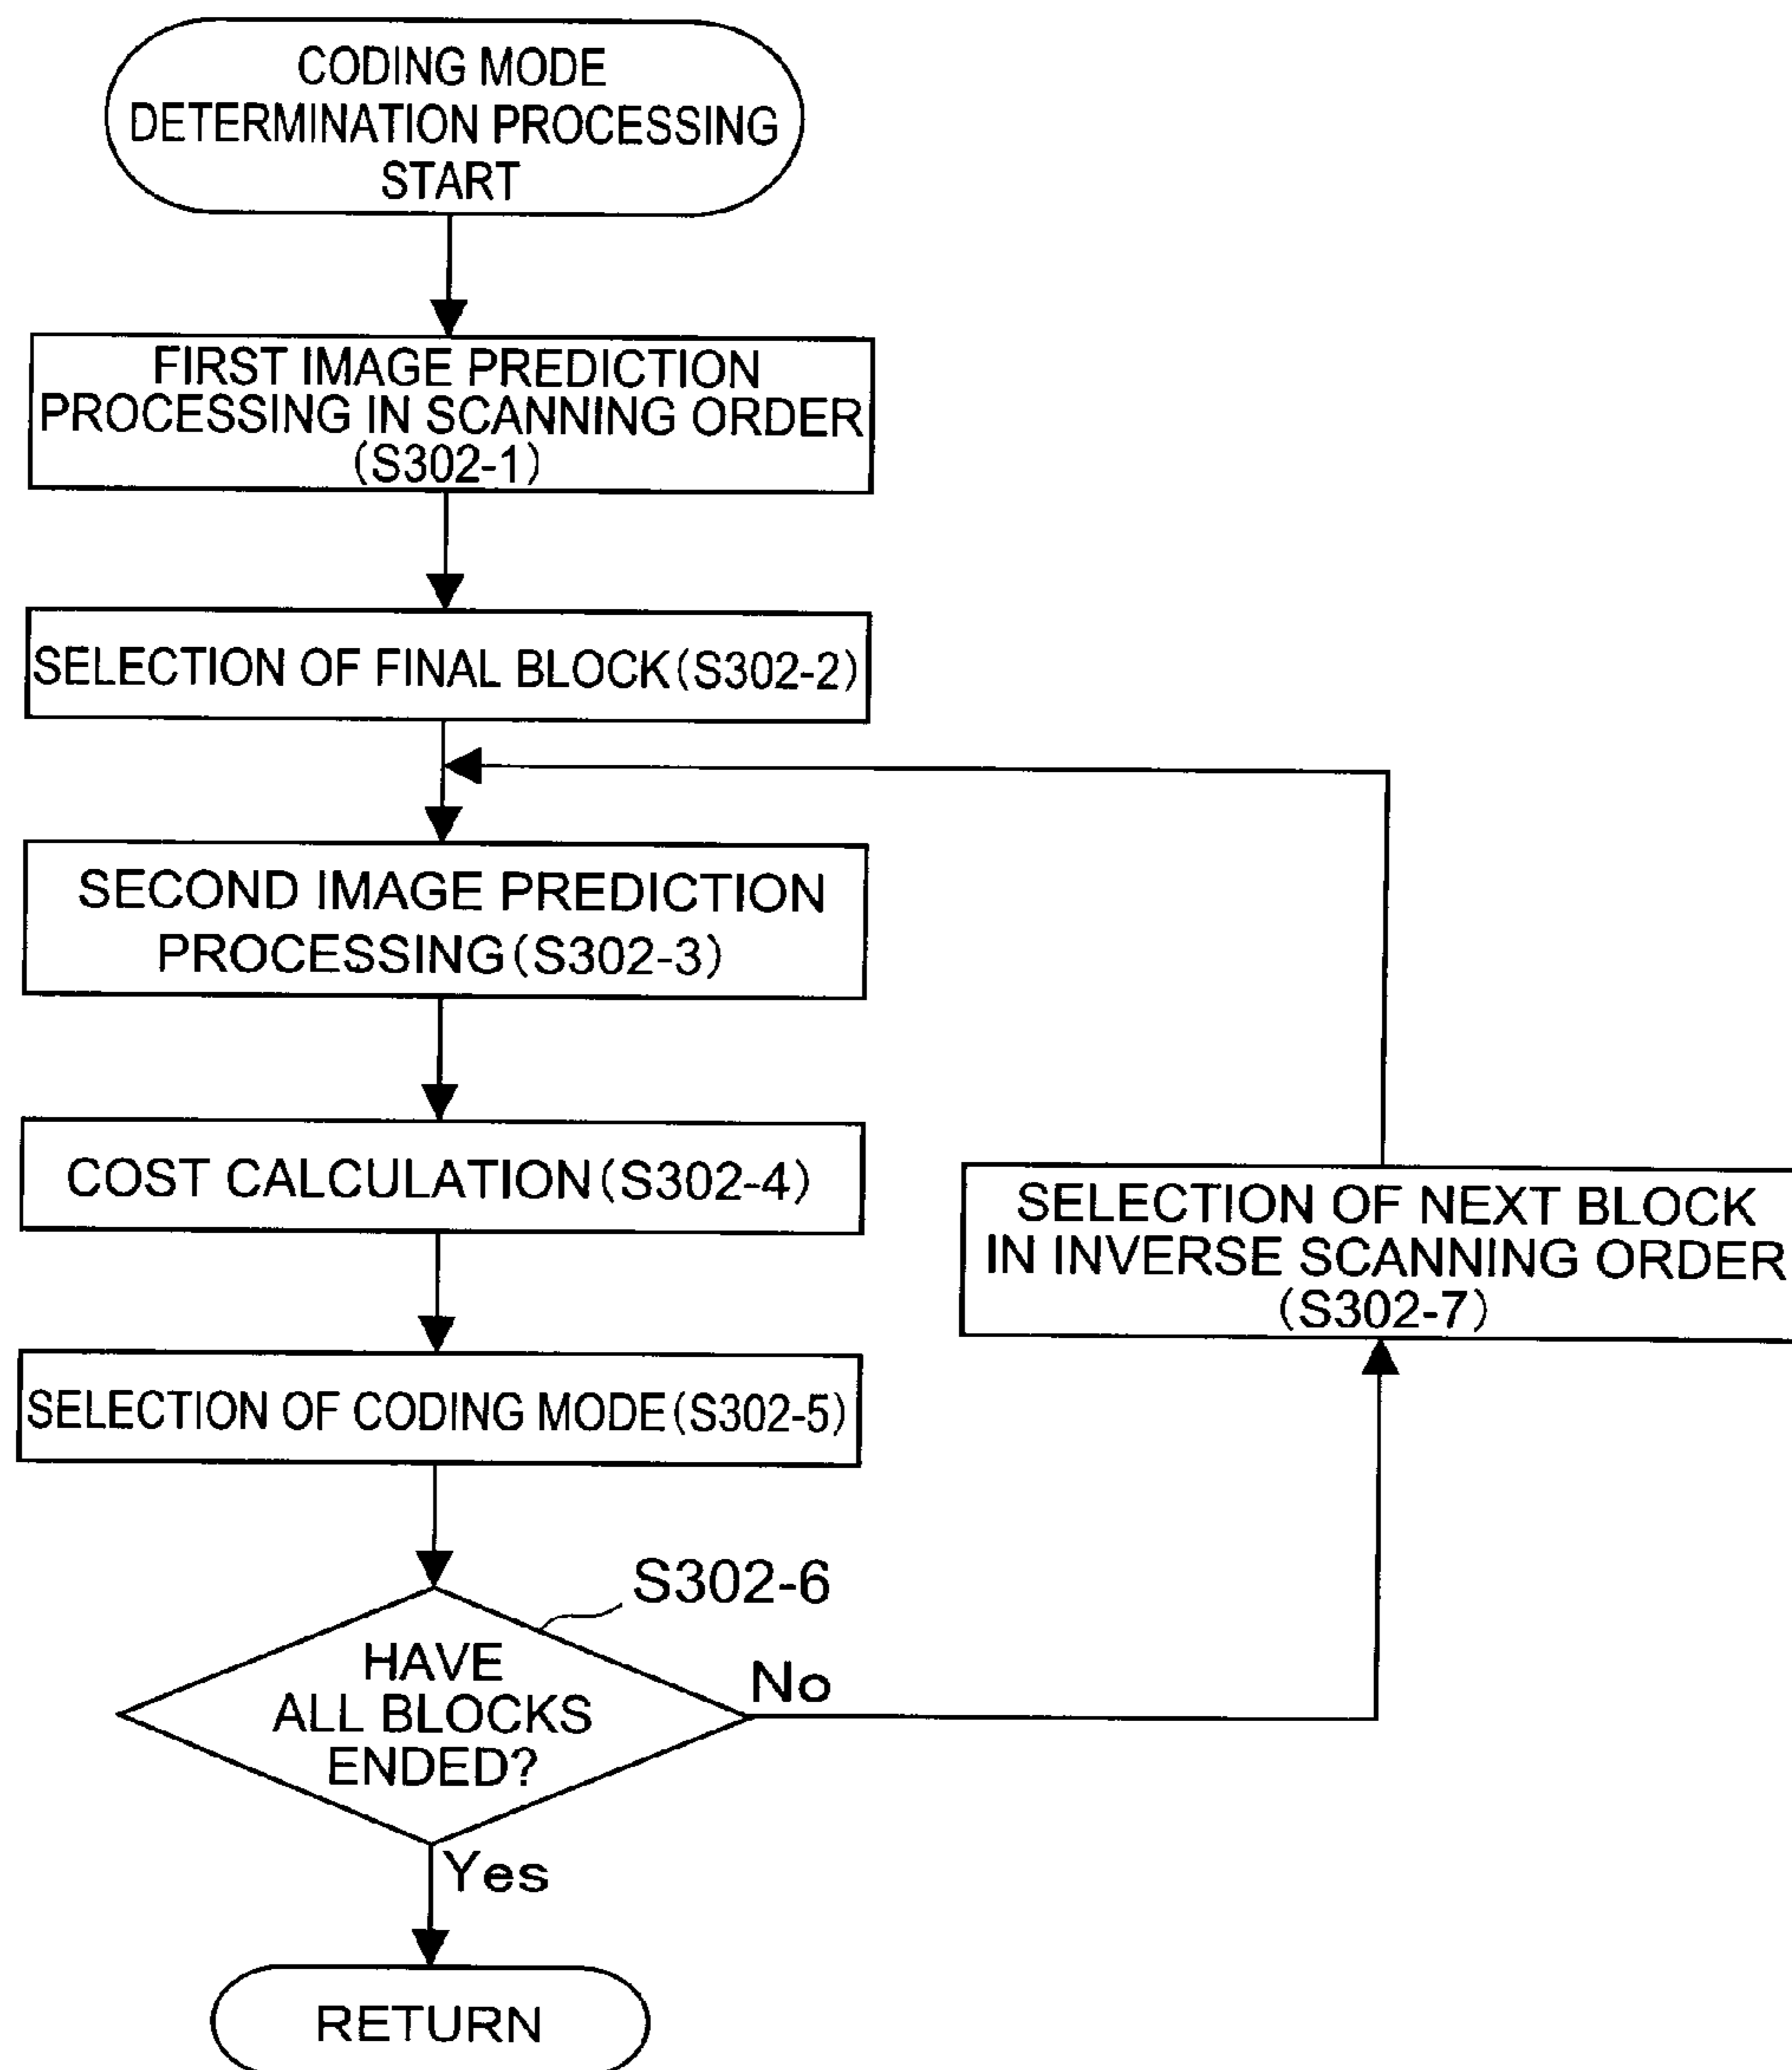 CODING MODE
DETERMINATION PROCESSING
START
FIRST IMAGE PREDICTION
PROCESSING IN SCANNING ORDER
(S302-1)
SELECTION OF FINAL BLOCK(S302-2)
SECOND IMAGE PREDICTION
PROCESSING(S302-3)
COST CALCULATION(S302-4)
SELECTION OF NEXT BLOCK
IN INVERSE SCANNING ORDER
(S302-7)
SELECTION OF CODING MODE(S302-5)
S302-6
HAVE
ALL BLOCKS
ENDED?
No
Yes
RETURN